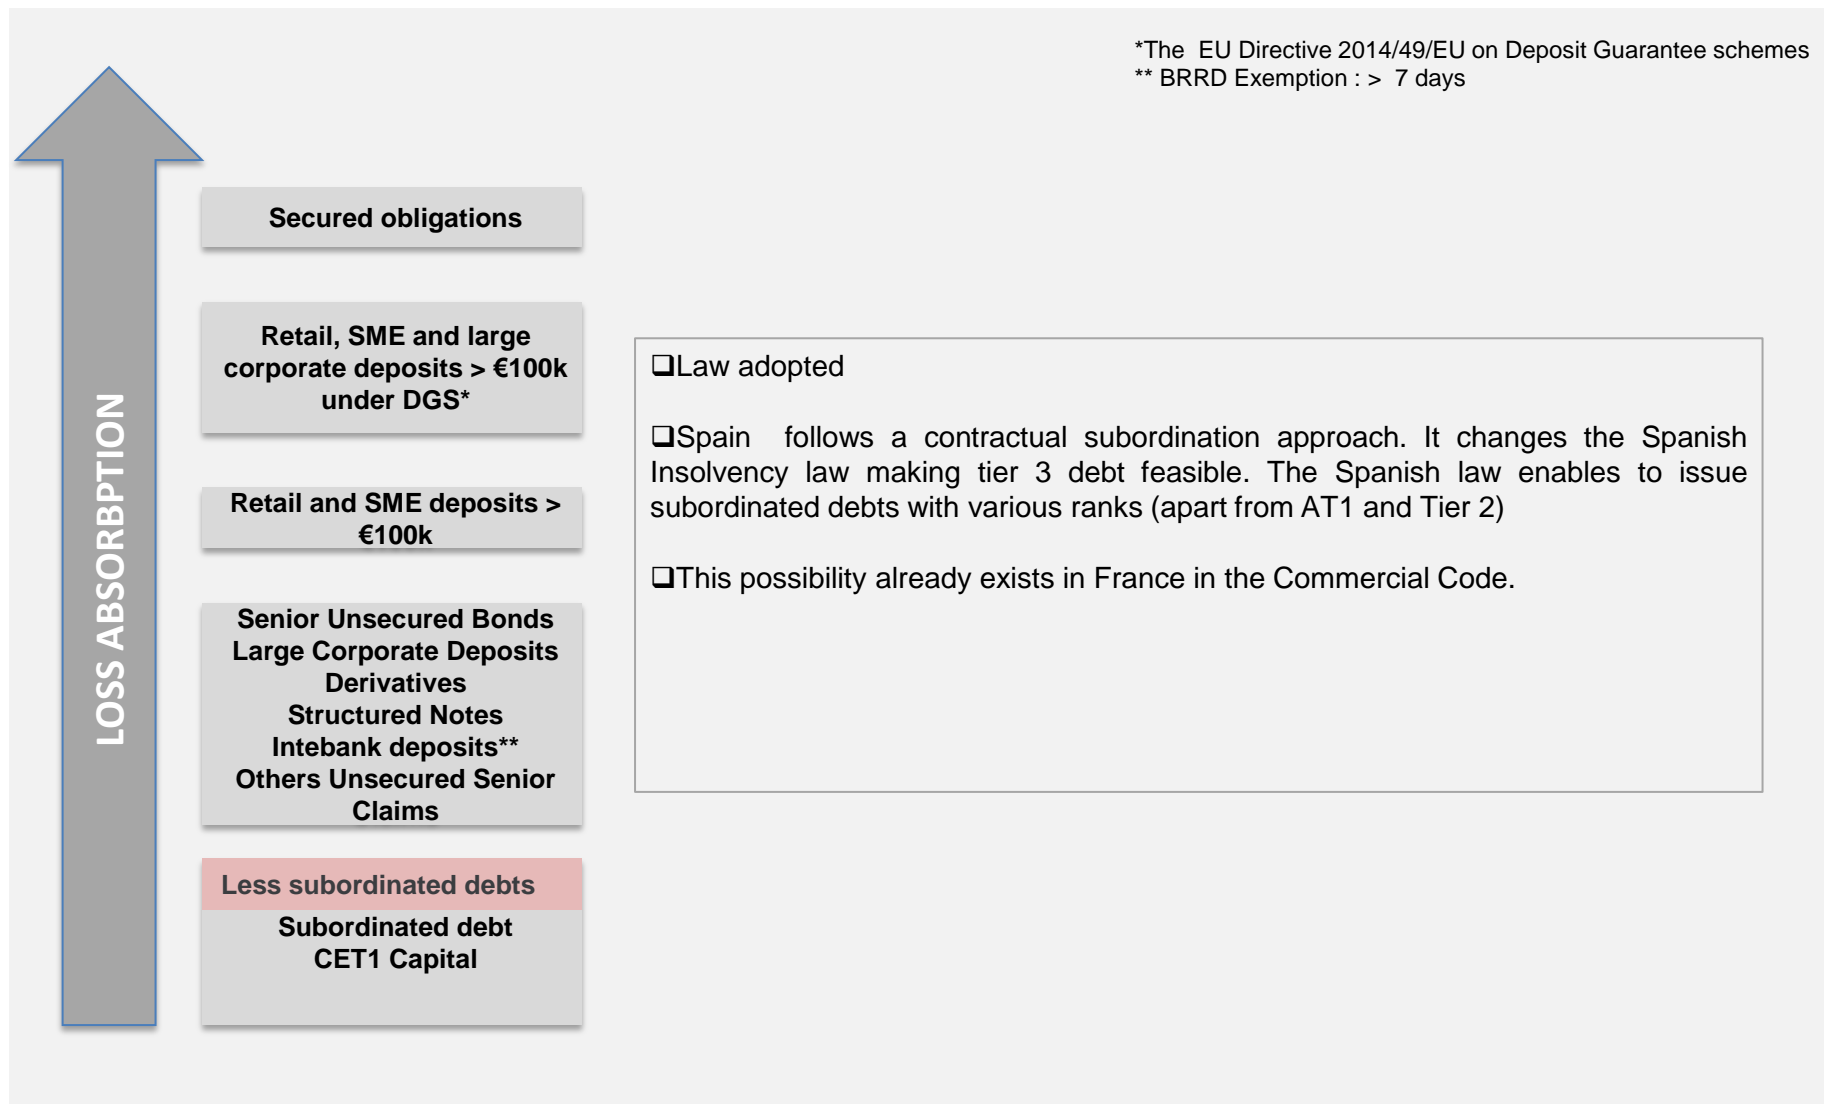 *The  EU Directive 2014/49/EU on Deposit Guarantee schemes
** BRRD Exemption : >  7 days
LOSS ABSORBPTION
Secured obligations
Retail, SME and large
corporate deposits > €100k
under DGS*
Retail and SME deposits >
€100k
Senior Unsecured Bonds
Large Corporate Deposits
Derivatives
Structured Notes
Intebank deposits**
Others Unsecured Senior
Claims
Less subordinated debts
Subordinated debt
CET1 Capital
❑Law adopted
❑Spain  follows a contractual subordination approach. It changes the Spanish
Insolvency law making tier 3 debt feasible. The Spanish law enables to issue
subordinated debts with various ranks (apart from AT1 and Tier 2)
❑This possibility already exists in France in the Commercial Code.